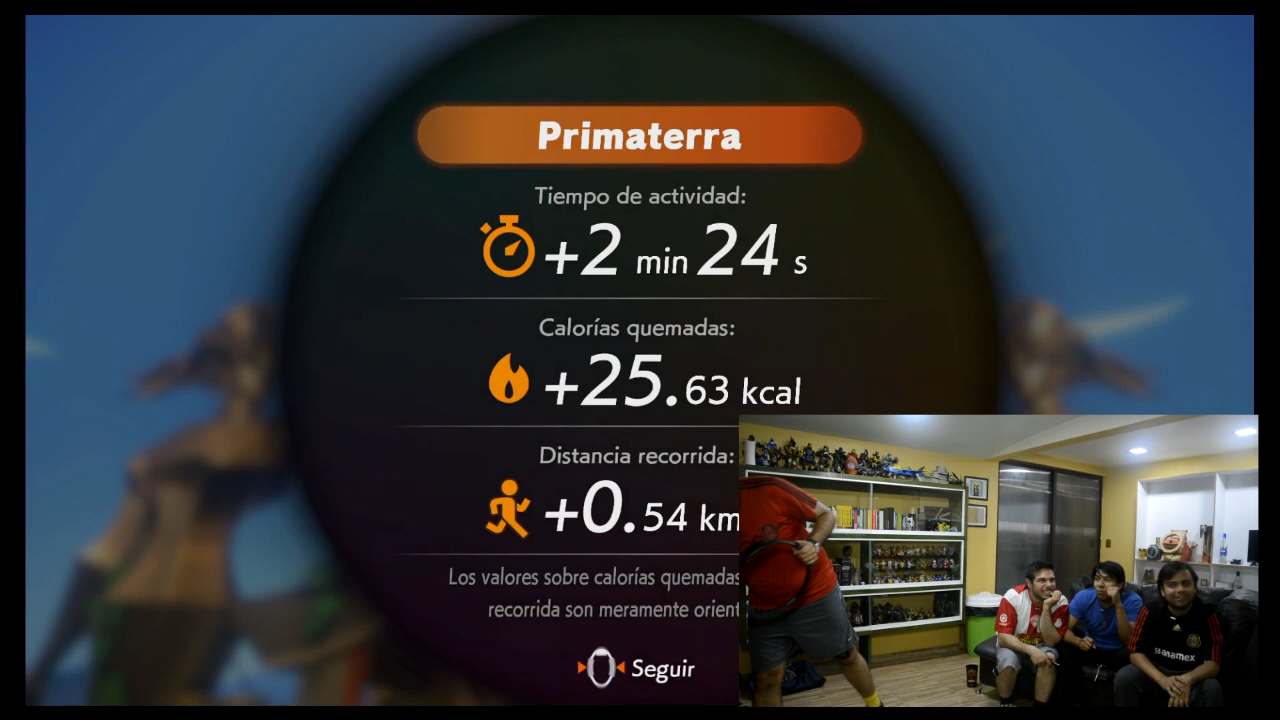 Primaterra
Tiempo de actividad:
+2 min 24 s
Calorías quemadas:
+25.63 kcal
Distancia recorrida:
+0.54 km
Los valores sobre calorías quemadas
recorrida son meramente orient
Seguir
Banamex